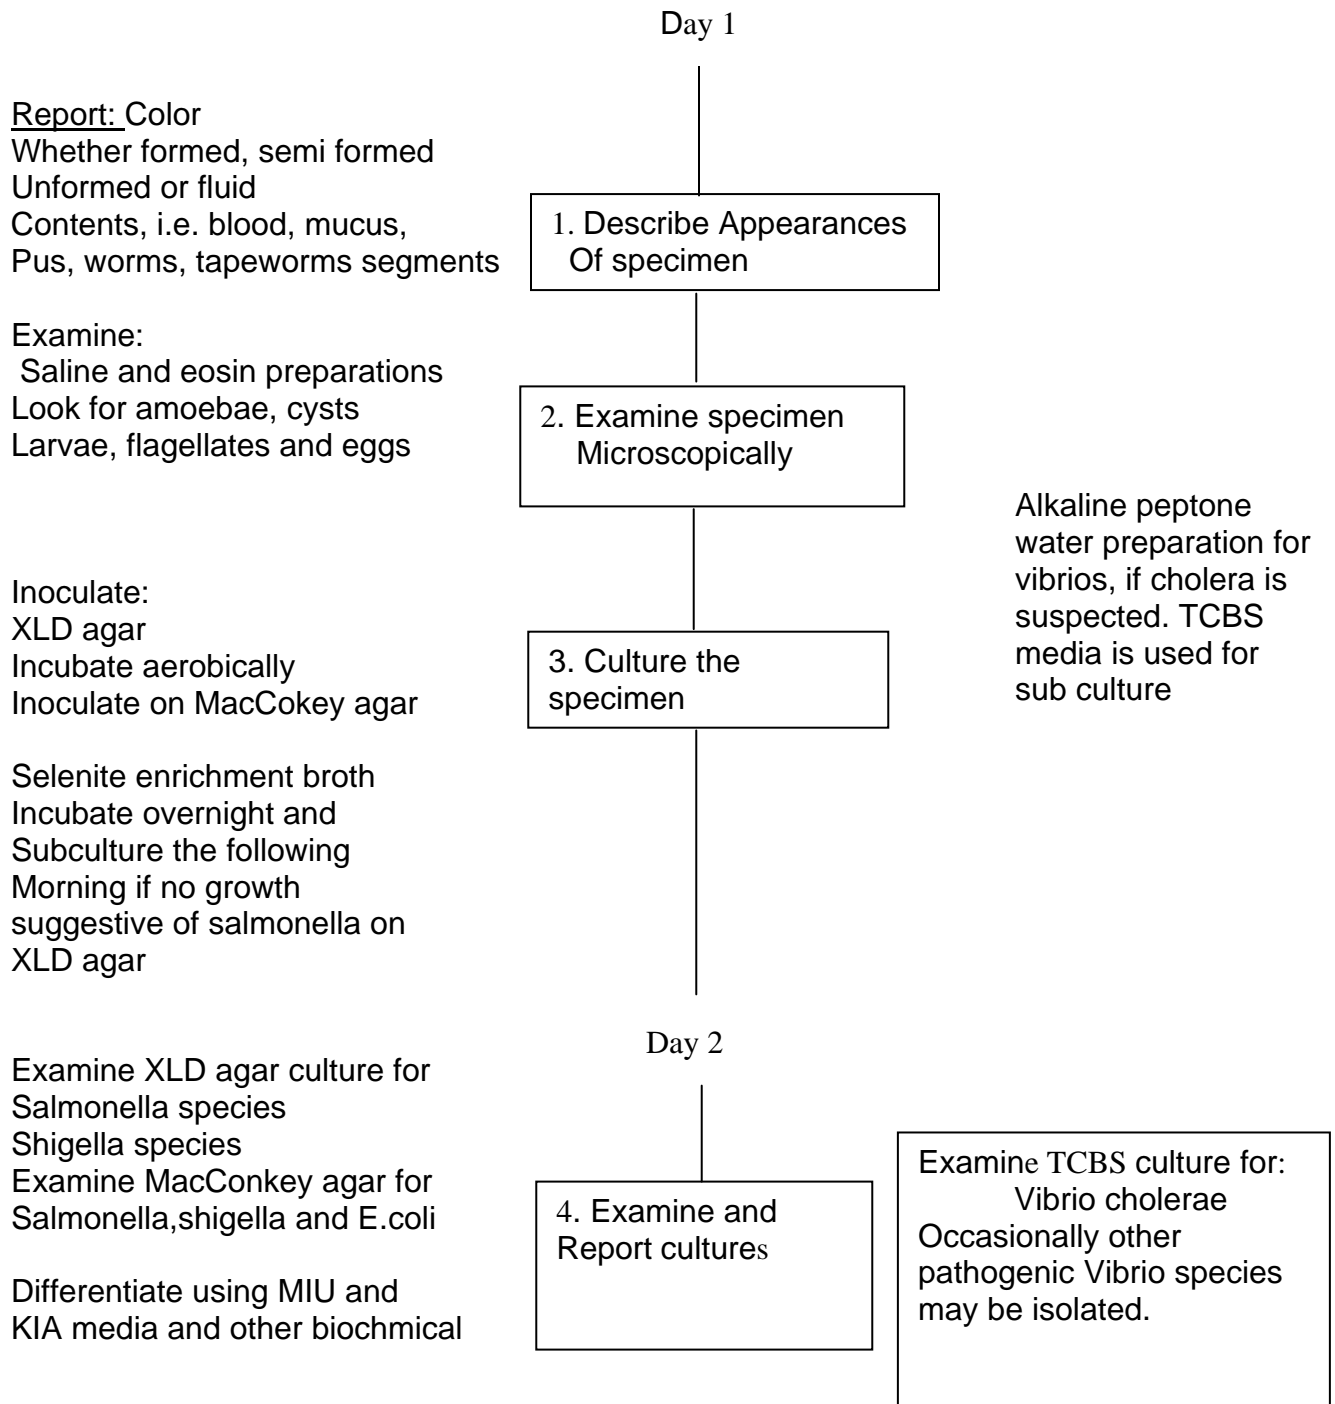 Day 1
Report: Color
Whether formed, semi formed
Unformed or fluid
Contents, i.e. blood, mucus,
Pus, worms, tapeworms segments
1. Describe Appearances
Of specimen
Examine:
Saline and eosin preparations
Look for amoebae, cysts
Larvae, flagellates and eggs
2. Examine specimen
Microscopically
Alkaline peptone
water preparation for
vibrios, if cholera is
suspected. TCBS
media is used for
sub culture
Inoculate:
XLD agar
Incubate aerobically
Inoculate on MacCokey agar
3. Culture the
specimen
Selenite enrichment broth
Incubate overnight and
Subculture the following
Morning if no growth
suggestive of salmonella on
XLD agar
Day 2
Examine XLD agar culture for
Salmonella species
Shigella species
Examine MacConkey agar for
Salmonella,shigella and E.coli
Differentiate using MIU and
KIA media and other biochmical
4. Examine and
Report cultures
Examine TCBS culture for:
Vibrio cholerae
Occasionally other
pathogenic Vibrio species
may be isolated.